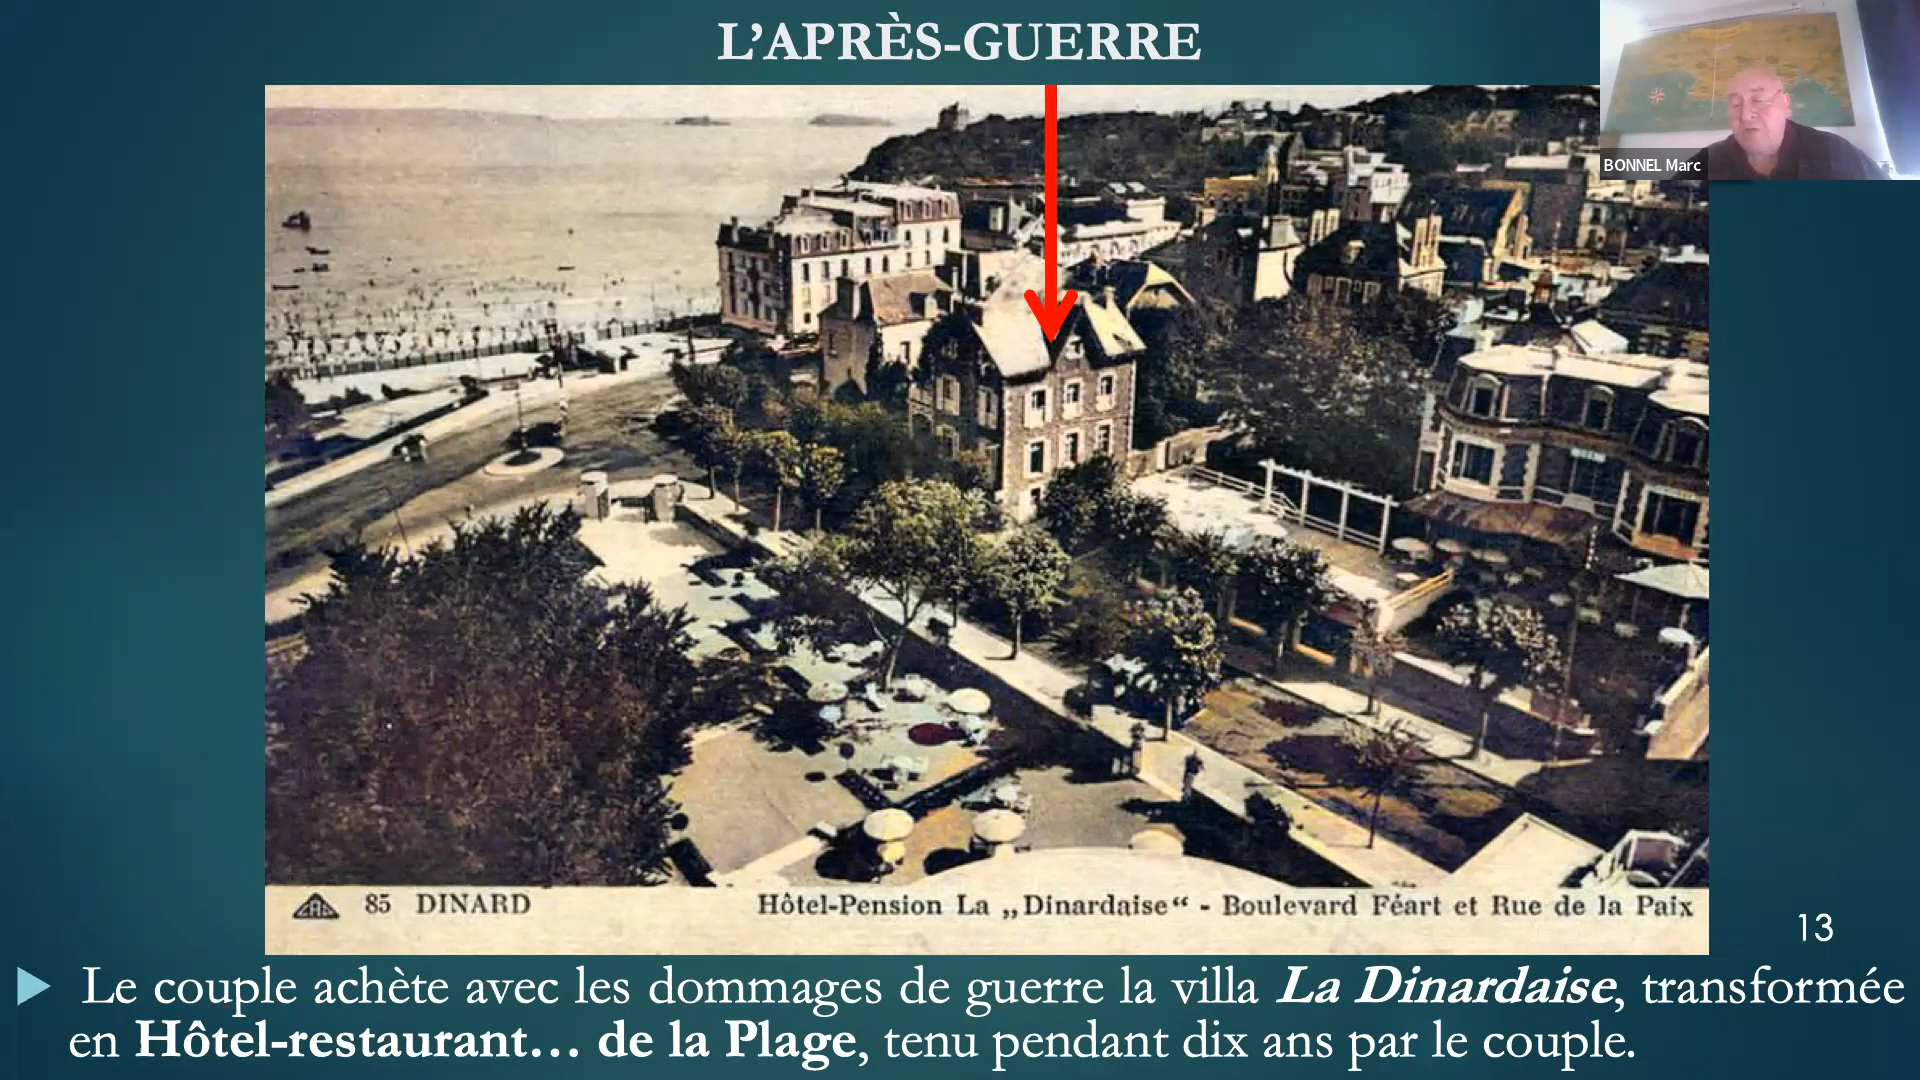 L’APRÈS-GUERRE
BONNEL Marc
85 DINARD
Hôtel-Pension La „Dinardaise“ - Boulevard Féart et Rue de la Paix
13
Le couple achète avec les dommages de guerre la villa La Dinardaise, transformée
en Hôtel-restaurant… de la Plage, tenu pendant dix ans par le couple.